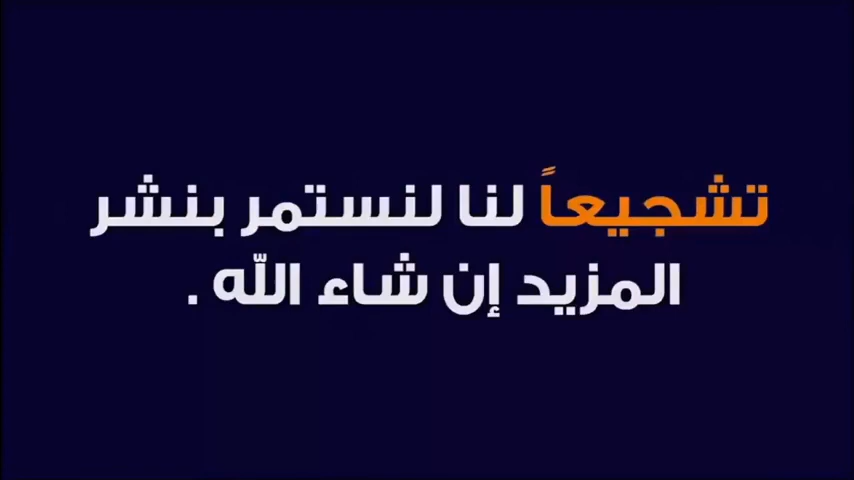 تشجيعاً لنا لنستمر بنشر
المزيد إن شاء الله .